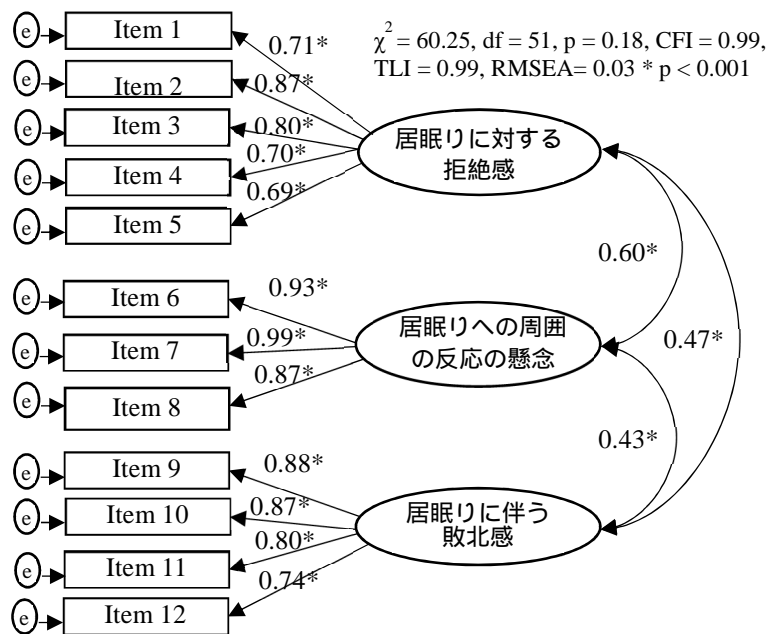 χ² = 60.25, df = 51, p = 0.18, CFI = 0.99,
TLI = 0.99, RMSEA= 0.03 * p < 0.001
e
Item 1
0.71*
e
Item 2
0.87*
e
Item 3
0.80*
e
Item 4
0.70*
e
Item 5
0.69*
居眠りに対する
拒絶感
0.60*
e
Item 6
0.93*
e
Item 7
0.99*
e
Item 8
0.87*
居眠りへの周囲
の反応の懸念
0.47*
0.43*
e
Item 9
0.88*
e
Item 10
0.87*
e
Item 11
0.80*
e
Item 12
0.74*
居眠りに伴う
敗北感